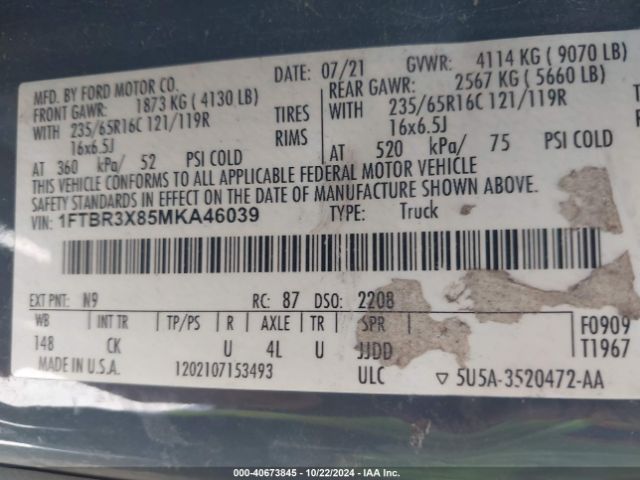 MFD. BY FORD MOTOR CO. DATE: 07/21 GVWR: 4114 KG ( 9070 LB)
FRONT GAWR: 1873 KG ( 4130 LB) REAR GAWR: 2567 KG ( 5660 LB)
WITH 235/65R16C 121/119R TIRES WITH 235/65R16C 121/119R
16x6.5J RIMS 16x6.5J
AT 360 kPa/ 52 PSI COLD AT 520 kPa/ 75 PSI COLD
THIS VEHICLE CONFORMS TO ALL APPLICABLE FEDERAL MOTOR VEHICLE
SAFETY STANDARDS IN EFFECT ON THE DATE OF MANUFACTURE SHOWN ABOVE.
VIN: 1FTBR3X85MKA46039 TYPE: Truck
EXT PNT: N9 RC: 87 DSO: 2208
WB INT TR TP/PS R AXLE TR SPR F0909
148 CK U 4L U JJDD T1967
1202107153493 ULC ▽ 5U5A-3520472-AA
000-40673845 - 10/22/2024 - IAA Inc.